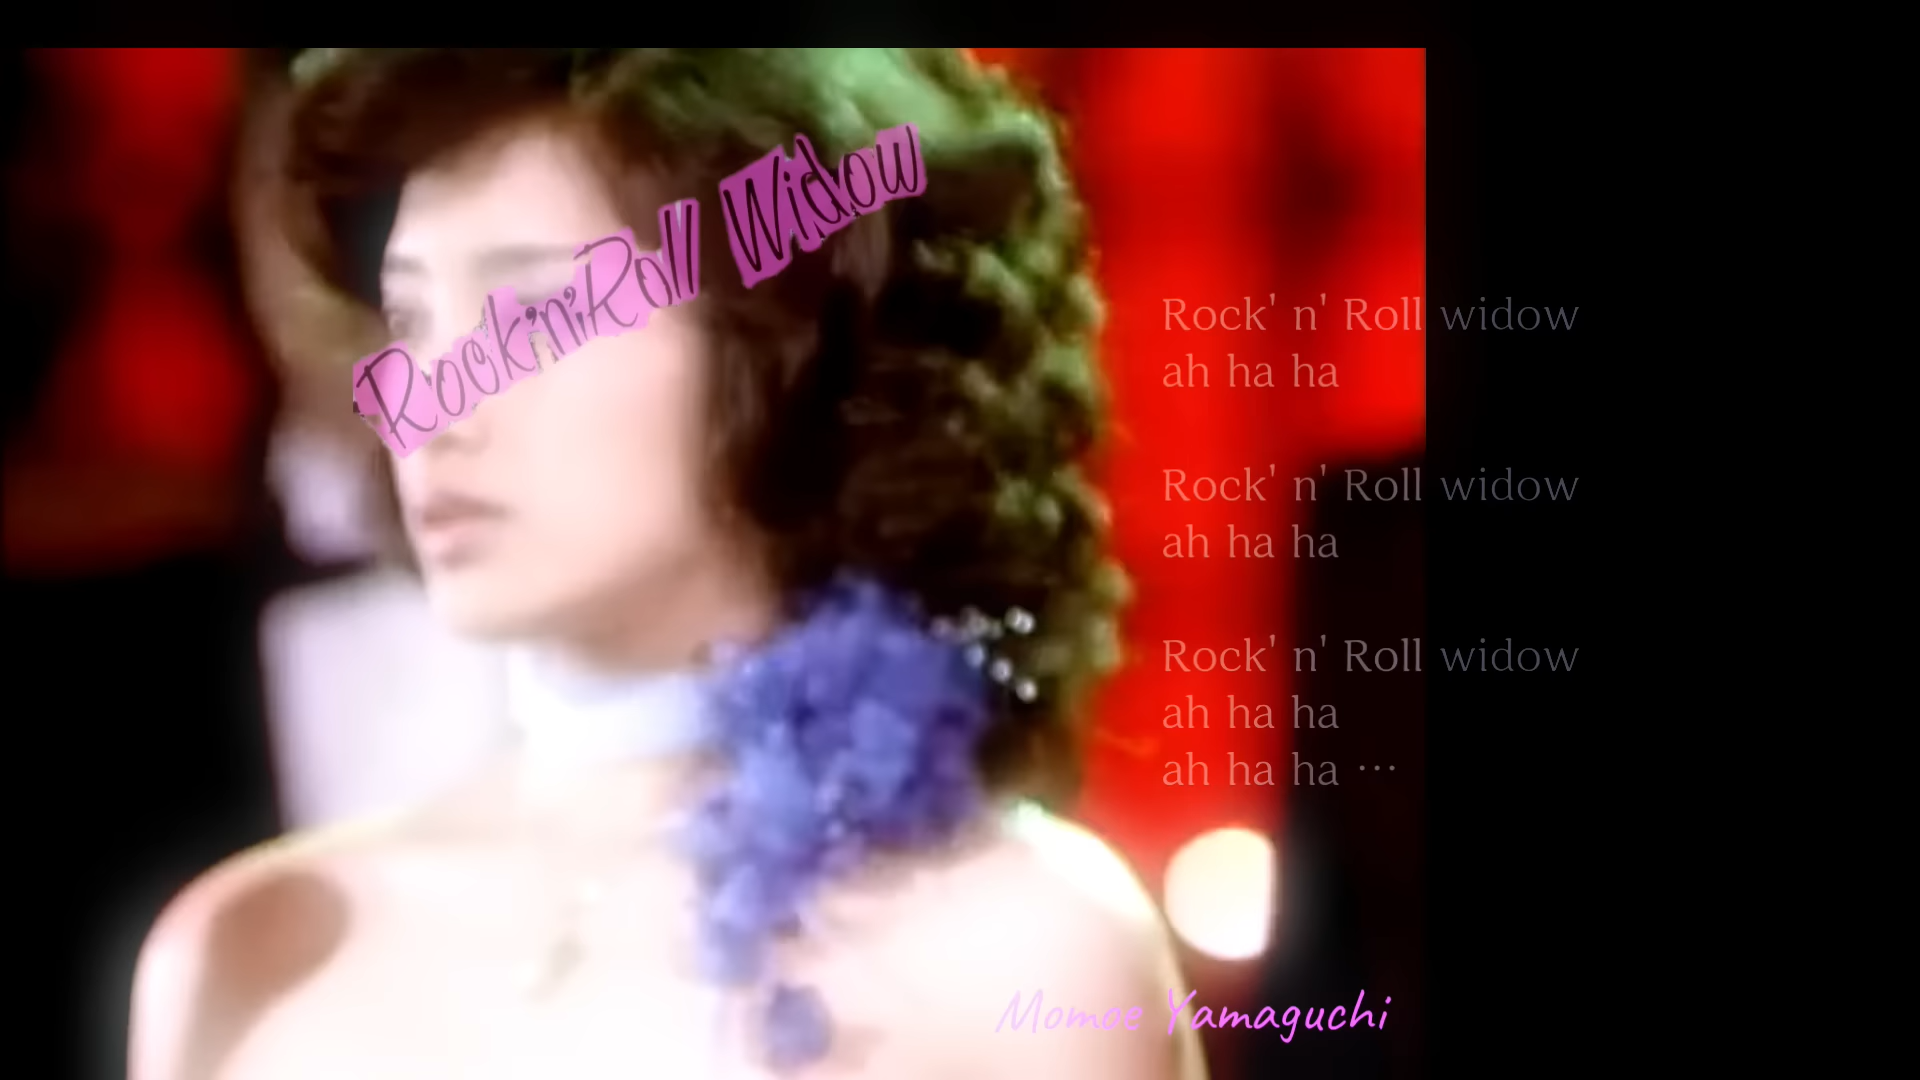 Rock'n'Roll Widow
Rock' n' Roll widow
ah ha ha
Rock' n' Roll widow
ah ha ha
Rock' n' Roll widow
ah ha ha
ah ha ha …
Momoe Yamaguchi